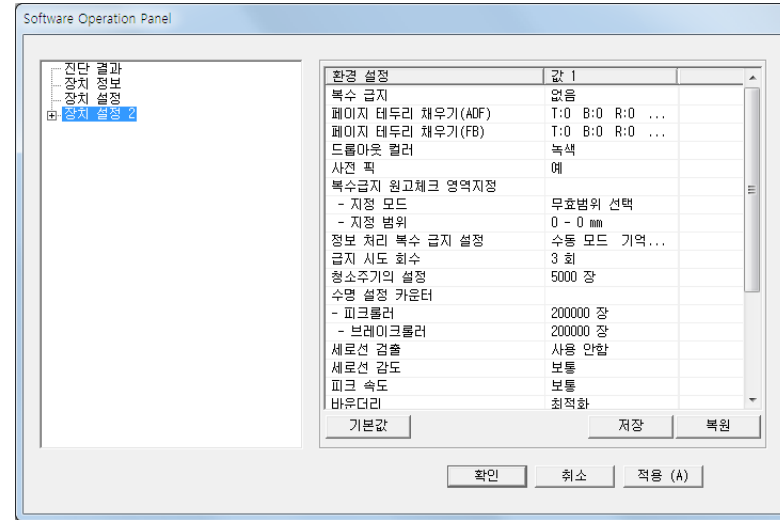 Software Operation Panel
진단 결과
장치 정보
장치 설정
장치 설정 2
환경 설정 값 1
복수 급지 없음
페이지 테두리 채우기(ADF) T:0 B:0 R:0 ...
페이지 테두리 채우기(FB) T:0 B:0 R:0 ...
드롭아웃 컬러 녹색
사전 픽 예
복수급지 원고체크 영역지정
- 지정 모드 무효범위 선택
- 지정 범위 0 - 0 mm
정보 처리 복수 급지 설정 수동 모드 기억...
급지 시도 회수 3 회
청소주기의 설정 5000 장
수명 설정 카운터
- 피크롤러 200000 장
- 브레이크롤러 200000 장
세로선 검출 사용 안함
세로선 감도 보통
피크 속도 보통
바운더리 최적화
기본값 저장 복원
확인 취소 적용 (A)